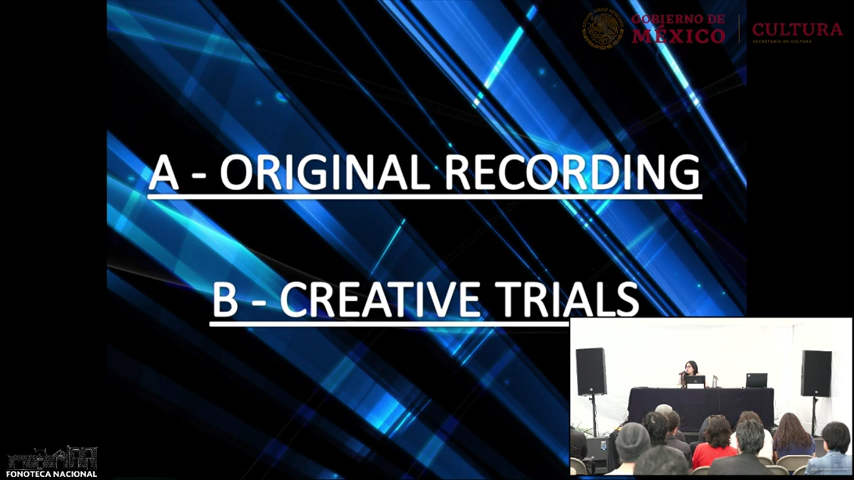 GOBIERNO DE
MÉXICO
CULTURA
SECRETARÍA DE CULTURA
A - ORIGINAL RECORDING
B - CREATIVE TRIALS
FONOTECA NACIONAL